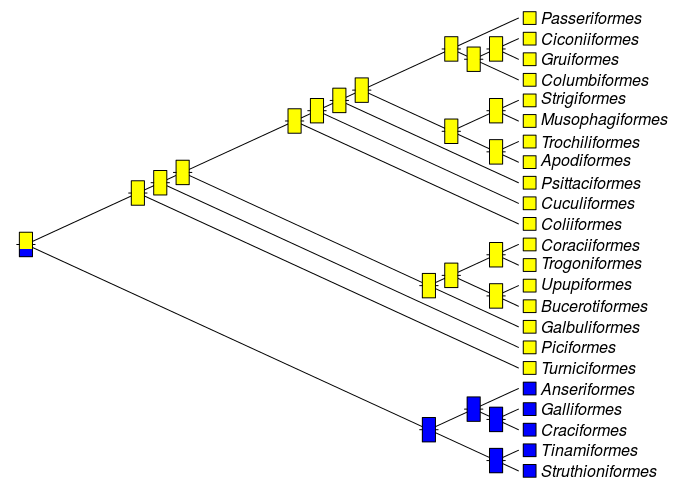 Passeriformes
Ciconiiformes
Gruiformes
Columbiformes
Strigiformes
Musophagiformes
Trochiliformes
Apodiformes
Psittaciformes
Cuculiformes
Coliiformes
Coraciiformes
Trogoniformes
Upupiformes
Bucerotiformes
Galbuliformes
Piciformes
Turniciformes
Anseriformes
Galliformes
Craciformes
Tinamiformes
Struthioniformes